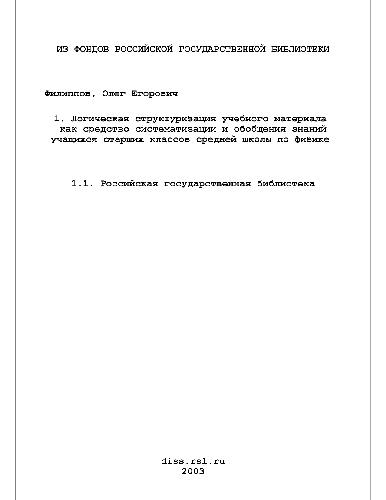 ИЗ ФОНДОВ РОССИЙСКОЙ ГОСУДАРСТВЕННОЙ БИБЛИОТЕКИ
Филиппов, Олег Егорович
1. Логическая структуризация учебного материала
как средство систематизации и обобщения знаний
учащихся старших классов средней школы по физике
1.1. Российская государственная библиотека
diss.rsl.ru
2003